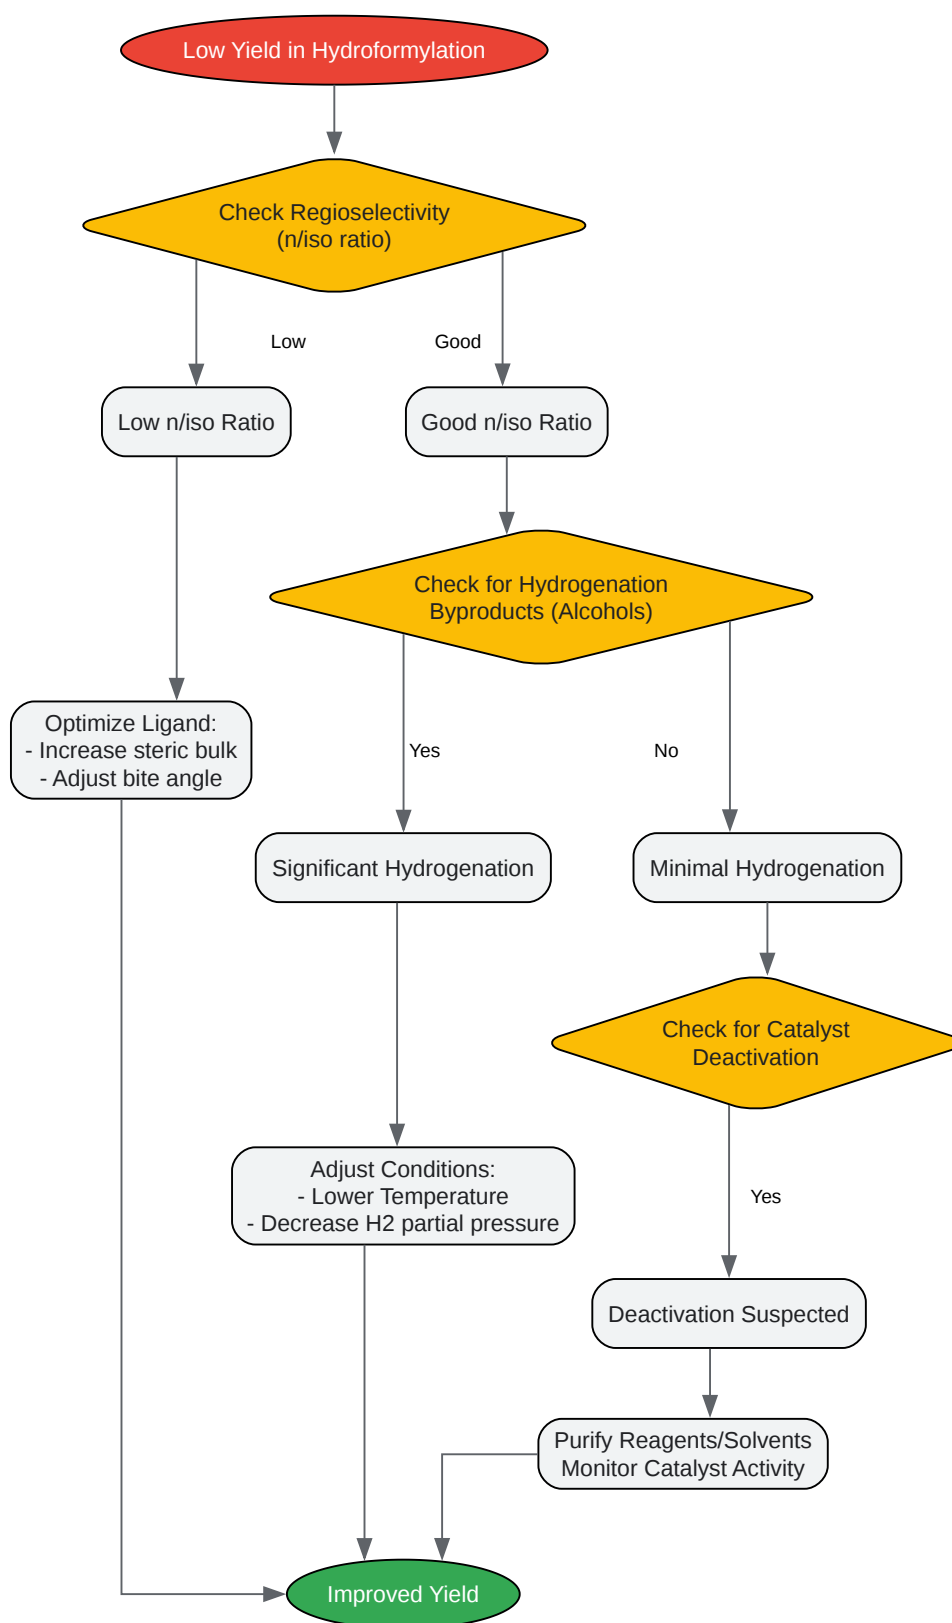 Low Yield in Hydroformylation
Check Regioselectivity
(n/iso ratio)
Low
Good
Low n/iso Ratio
Good n/iso Ratio
Check for Hydrogenation
Byproducts (Alcohols)
Optimize Ligand:
- Increase steric bulk
- Adjust bite angle
Yes
No
Significant Hydrogenation
Minimal Hydrogenation
Check for Catalyst
Deactivation
Adjust Conditions:
- Lower Temperature
- Decrease H2 partial pressure
Yes
Deactivation Suspected
Purify Reagents/Solvents
Monitor Catalyst Activity
Improved Yield